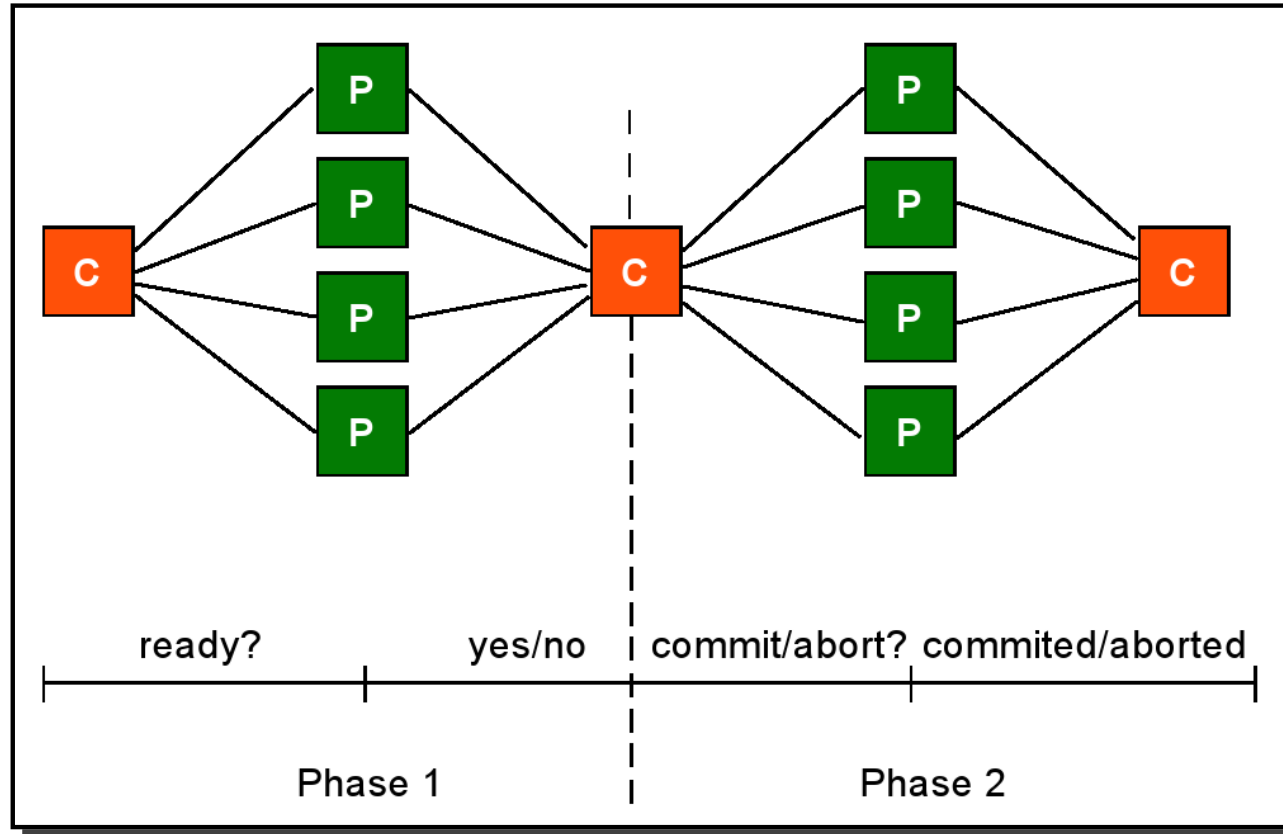 P P
P P
C C C
P P
P P
ready? yes/no commit/abort? commited/aborted
Phase 1 Phase 2